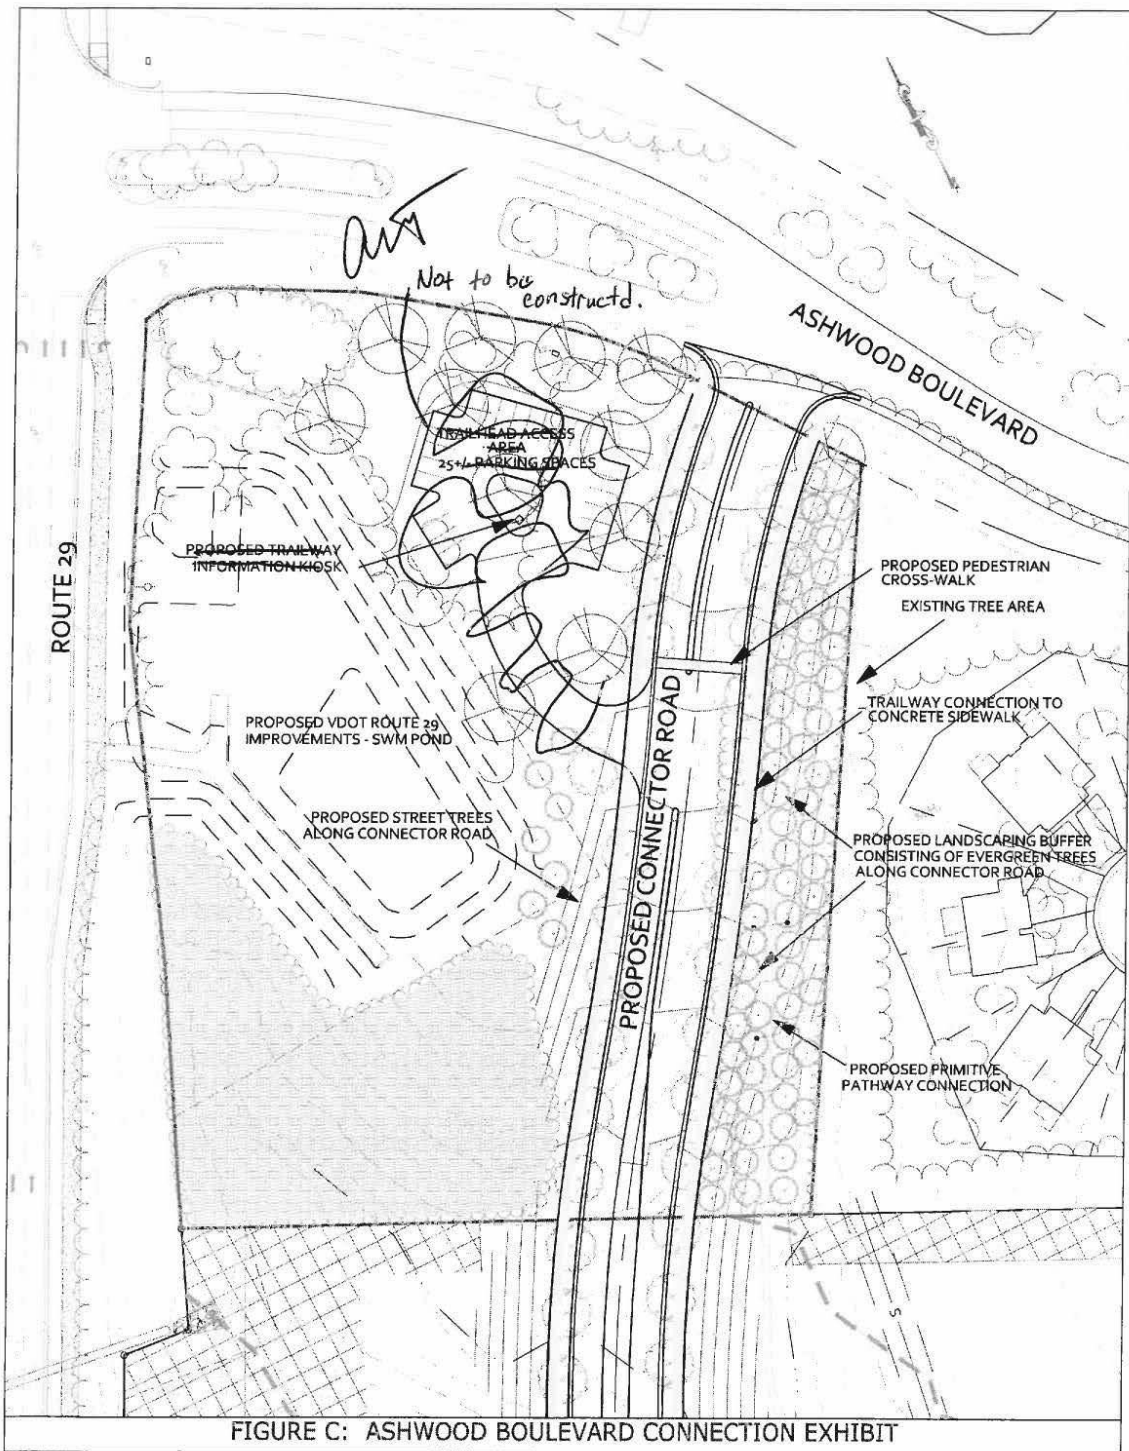 art
Not to be
constructd.
ASHWOOD BOULEVARD
TRAILHEAD ACCESS
AREA
25+/- PARKING SPACES
ROUTE 29
PROPOSED TRAILWAY
INFORMATION KIOSK
PROPOSED PEDESTRIAN
CROSS-WALK
EXISTING TREE AREA
TRAILWAY CONNECTION TO
CONCRETE SIDEWALK
PROPOSED VDOT ROUTE 29
IMPROVEMENTS - SWM POND
PROPOSED STREET TREES
ALONG CONNECTOR ROAD
PROPOSED CONNECTOR ROAD
PROPOSED LANDSCAPING BUFFER
CONSISTING OF EVERGREEN TREES
ALONG CONNECTOR ROAD
PROPOSED PRIMITIVE
PATHWAY CONNECTION
S
FIGURE C: ASHWOOD BOULEVARD CONNECTION EXHIBIT